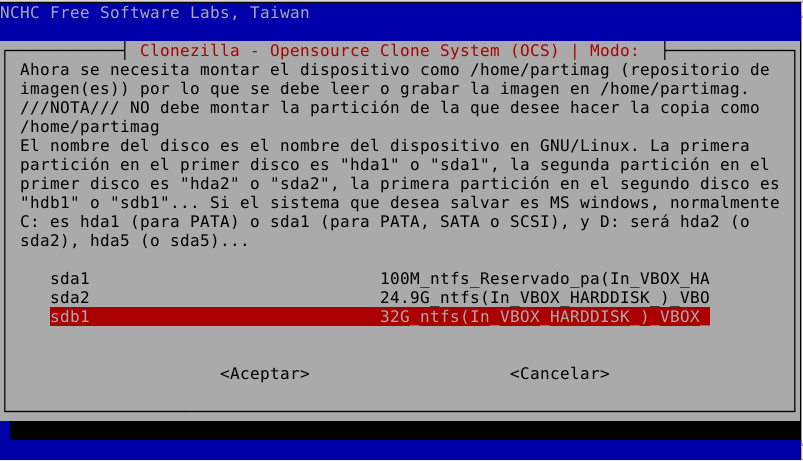 NCHC Free Software Labs, Taiwan
Clonezilla - Opensource Clone System (OCS) | Modo:
Ahora se necesita montar el dispositivo como /home/partimag (repositorio de
imagen(es)) por lo que se debe leer o grabar la imagen en /home/partimag.
///NOTA/// NO debe montar la partición de la que desee hacer la copia como
/home/partimag
El nombre del disco es el nombre del dispositivo en GNU/Linux. La primera
partición en el primer disco es "hda1" o "sda1", la segunda partición en el
primer disco es "hda2" o "sda2", la primera partición en el segundo disco es
"hdb1" o "sdb1"... Si el sistema que desea salvar es MS windows, normalmente
C: es hda1 (para PATA) o sda1 (para PATA, SATA o SCSI), y D: será hda2 (o
sda2), hda5 (o sda5)...
sda1 100M_ntfs_Reservado_pa(In_VBOX_HA
sda2 24.9G_ntfs(In_VBOX_HARDDISK_)_VBO
sdb1 32G_ntfs(In_VBOX_HARDDISK_)_VBOX_
<Aceptar> <Cancelar>